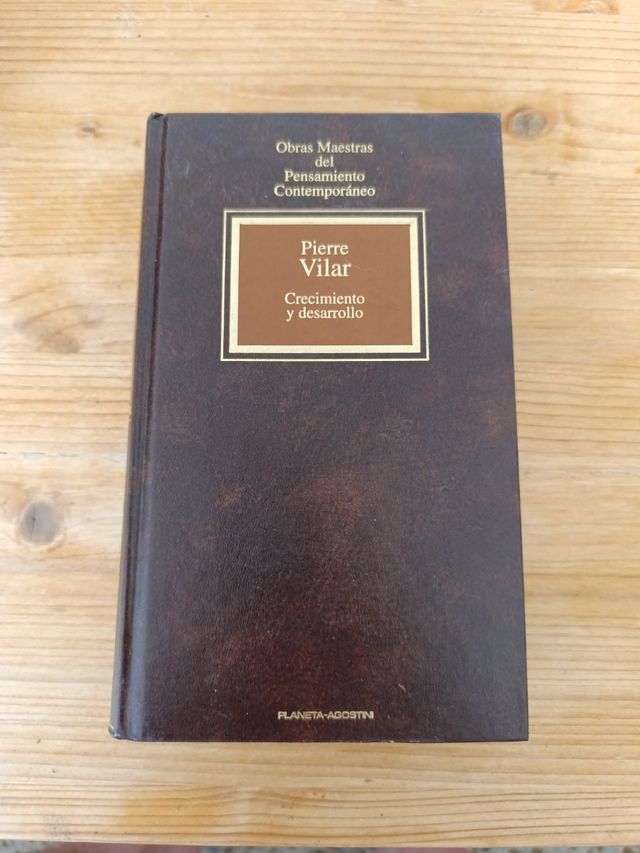 Obras Maestras
del
Pensamiento
Contemporáneo
Pierre
Vilar
Crecimiento
y desarrollo
PLANETA-AGOSTINI